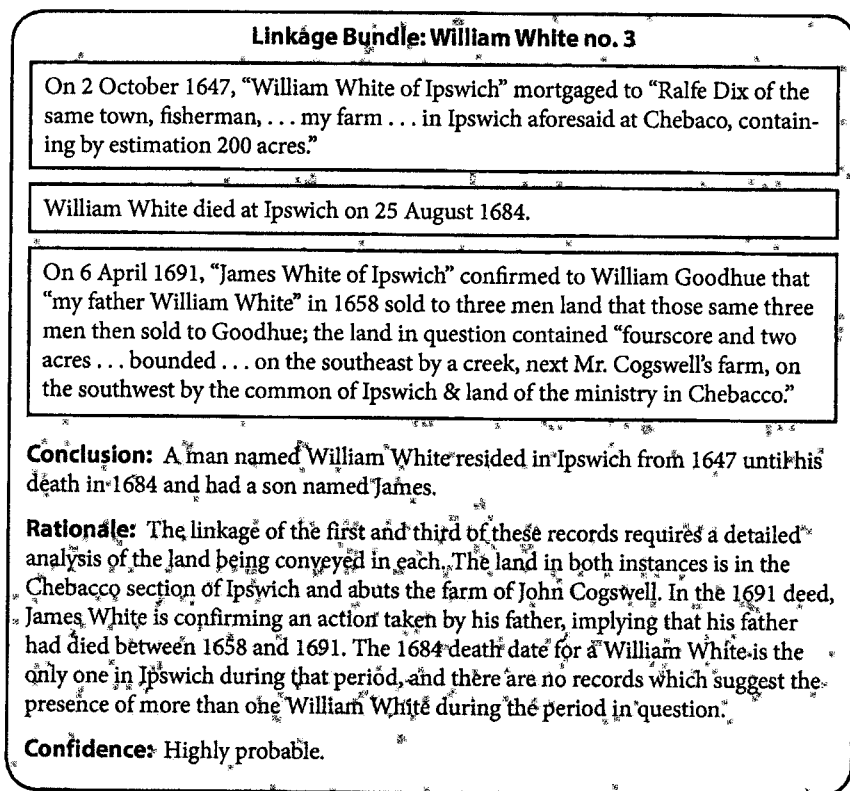 Linkage Bundle: William White no. 3
On 2 October 1647, “William White of Ipswich” mortgaged to “Ralfe Dix of the
same town, fisherman, . . . my farm . . . in Ipswich aforesaid at Chebaco, contain-
ing by estimation 200 acres.”
William White died at Ipswich on 25 August 1684.
On 6 April 1691, “James White of Ipswich” confirmed to William Goodhue that
“my father William White” in 1658 sold to three men land that those same three
men then sold to Goodhue; the land in question contained “fourscore and two
acres . . . bounded . . . on the southeast by a creek, next Mr. Cogswell’s farm, on
the southwest by the common of Ipswich & land of the ministry in Chebacco.”
Conclusion: A man named William White resided in Ipswich from 1647 until his
death in 1684 and had a son named James.
Rationale: The linkage of the first and third of these records requires a detailed
analysis of the land being conveyed in each. The land in both instances is in the
Chebacco section of Ipswich and abuts the farm of John Cogswell. In the 1691 deed,
James White is confirming an action taken by his father, implying that his father
had died between 1658 and 1691. The 1684 death date for a William White is the
only one in Ipswich during that period, and there are no records which suggest the
presence of more than one William White during the period in question.
Confidence: Highly probable.